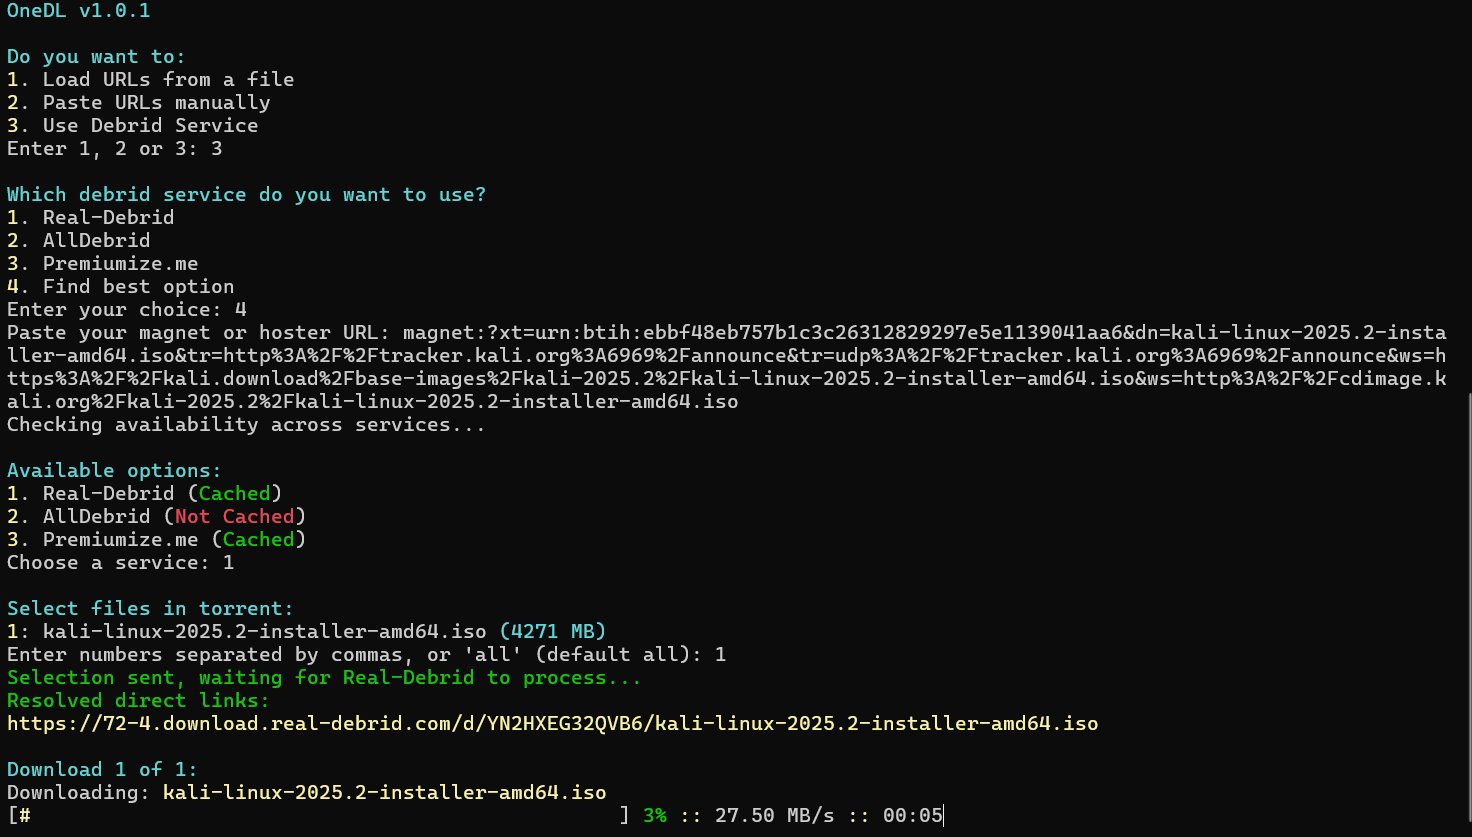 OneDL v1.0.1
Do you want to:
1. Load URLs from a file
2. Paste URLs manually
3. Use Debrid Service
Enter 1, 2 or 3: 3
Which debrid service do you want to use?
1. Real-Debrid
2. AllDebrid
3. Premiumize.me
4. Find best option
Enter your choice: 4
Paste your magnet or hoster URL: magnet:?xt=urn:btih:ebbf48eb757b1c3c26312829297e5e1139041aa6&dn=kali-linux-2025.2-insta
ller-amd64.iso&tr=http%3A%2F%2Ftracker.kali.org%3A6969%2Fannounce&tr=udp%3A%2F%2Ftracker.kali.org%3A6969%2Fannounce&ws=h
ttps%3A%2F%2Fkali.download%2Fbase-images%2Fkali-2025.2%2Fkali-linux-2025.2-installer-amd64.iso&ws=http%3A%2F%2Fcdimage.k
ali.org%2Fkali-2025.2%2Fkali-linux-2025.2-installer-amd64.iso
Checking availability across services...
Available options:
1. Real-Debrid (Cached)
2. AllDebrid (Not Cached)
3. Premiumize.me (Cached)
Choose a service: 1
Select files in torrent:
1: kali-linux-2025.2-installer-amd64.iso (4271 MB)
Enter numbers separated by commas, or 'all' (default all): 1
Selection sent, waiting for Real-Debrid to process...
Resolved direct links:
https://72-4.download.real-debrid.com/d/YN2HXEG32QVB6/kali-linux-2025.2-installer-amd64.iso
Download 1 of 1:
Downloading: kali-linux-2025.2-installer-amd64.iso
[#                                                 ] 3% :: 27.50 MB/s :: 00:05